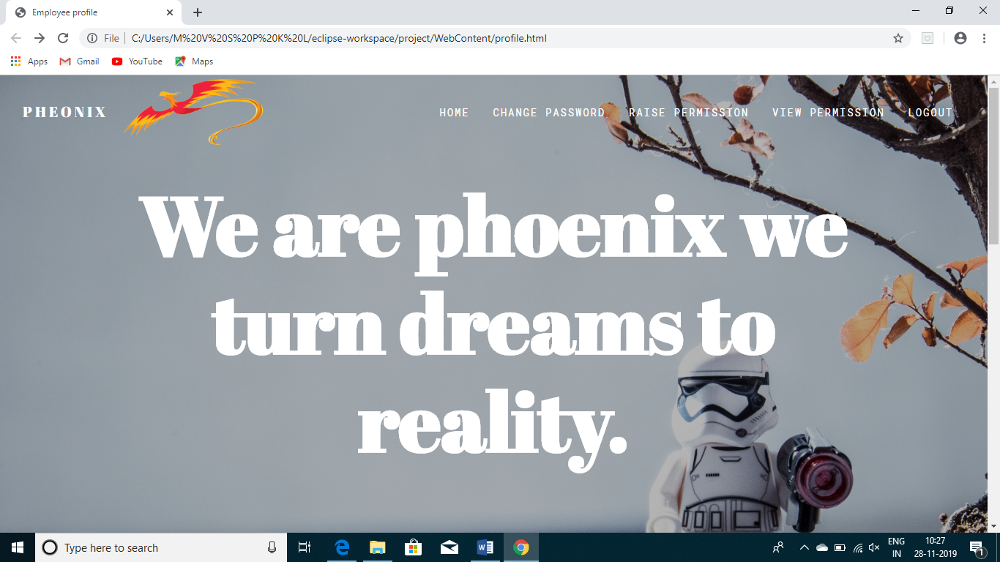 Employee profile
File C:/Users/M%20V%20S%20P%20K%20L/eclipse-workspace/project/WebContent/profile.html
Apps Gmail YouTube Maps
PHEONIX HOME CHANGE PASSWORD RAISE PERMISSION VIEW PERMISSION LOGOUT
We are phoenix we
turn dreams to
reality.
Type here to search
ENG
IN
10:27
28-11-2019
1